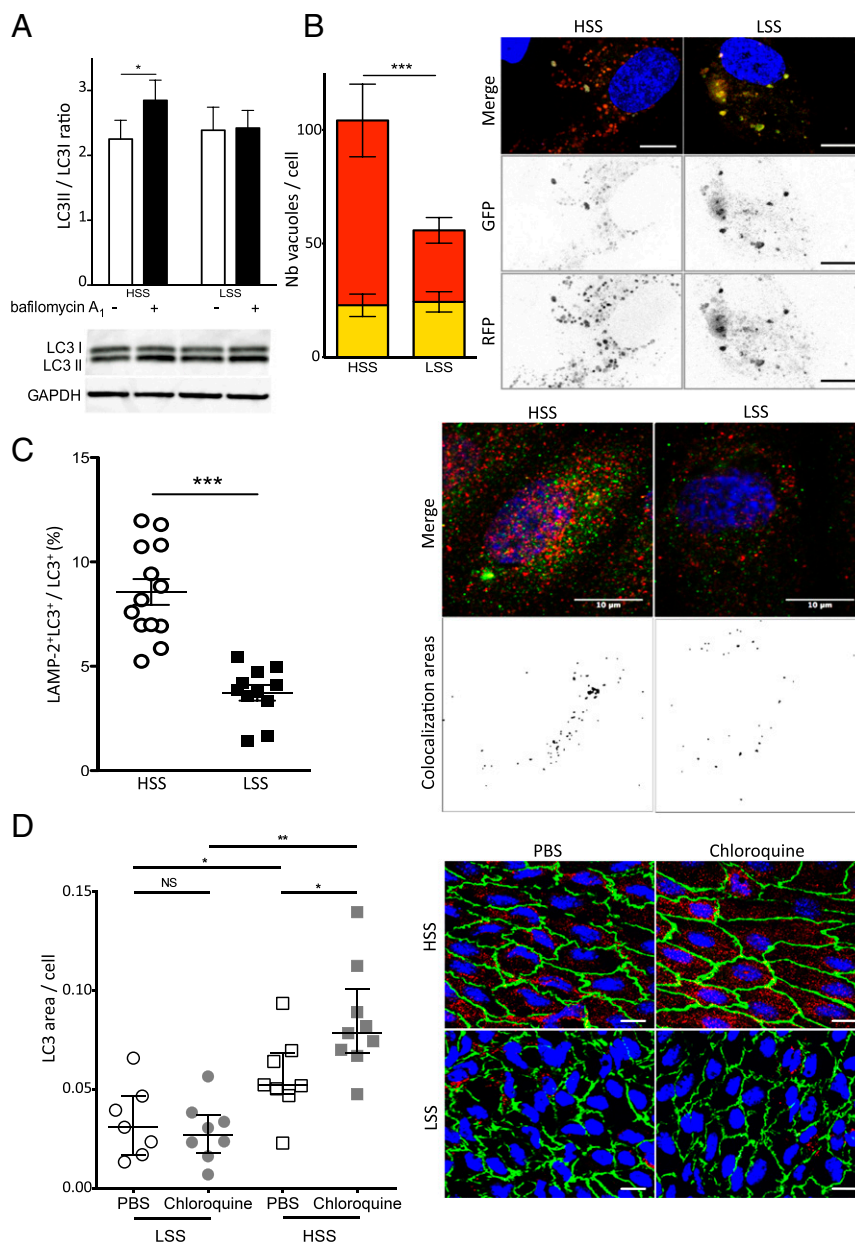 A
LC3II / LC3I ratio
3
2
1
0
*
HSS
LSS
bafilomycin A1
-
+
-
+
LC3 I
LC3 II
GAPDH
B
Nb vacuoles / cell
100
50
0
***
HSS
LSS
HSS
LSS
Merge
GFP
RFP
C
LAMP-2+LC3+ / LC3+ (%)
15
10
5
0
***
HSS
LSS
HSS
LSS
Merge
10 µm
10 µm
Colocalization areas
D
LC3 area / cell
0.15
0.10
0.05
0.00
**
*
NS
*
PBS
Chloroquine
PBS
Chloroquine
LSS
HSS
PBS
Chloroquine
HSS
LSS